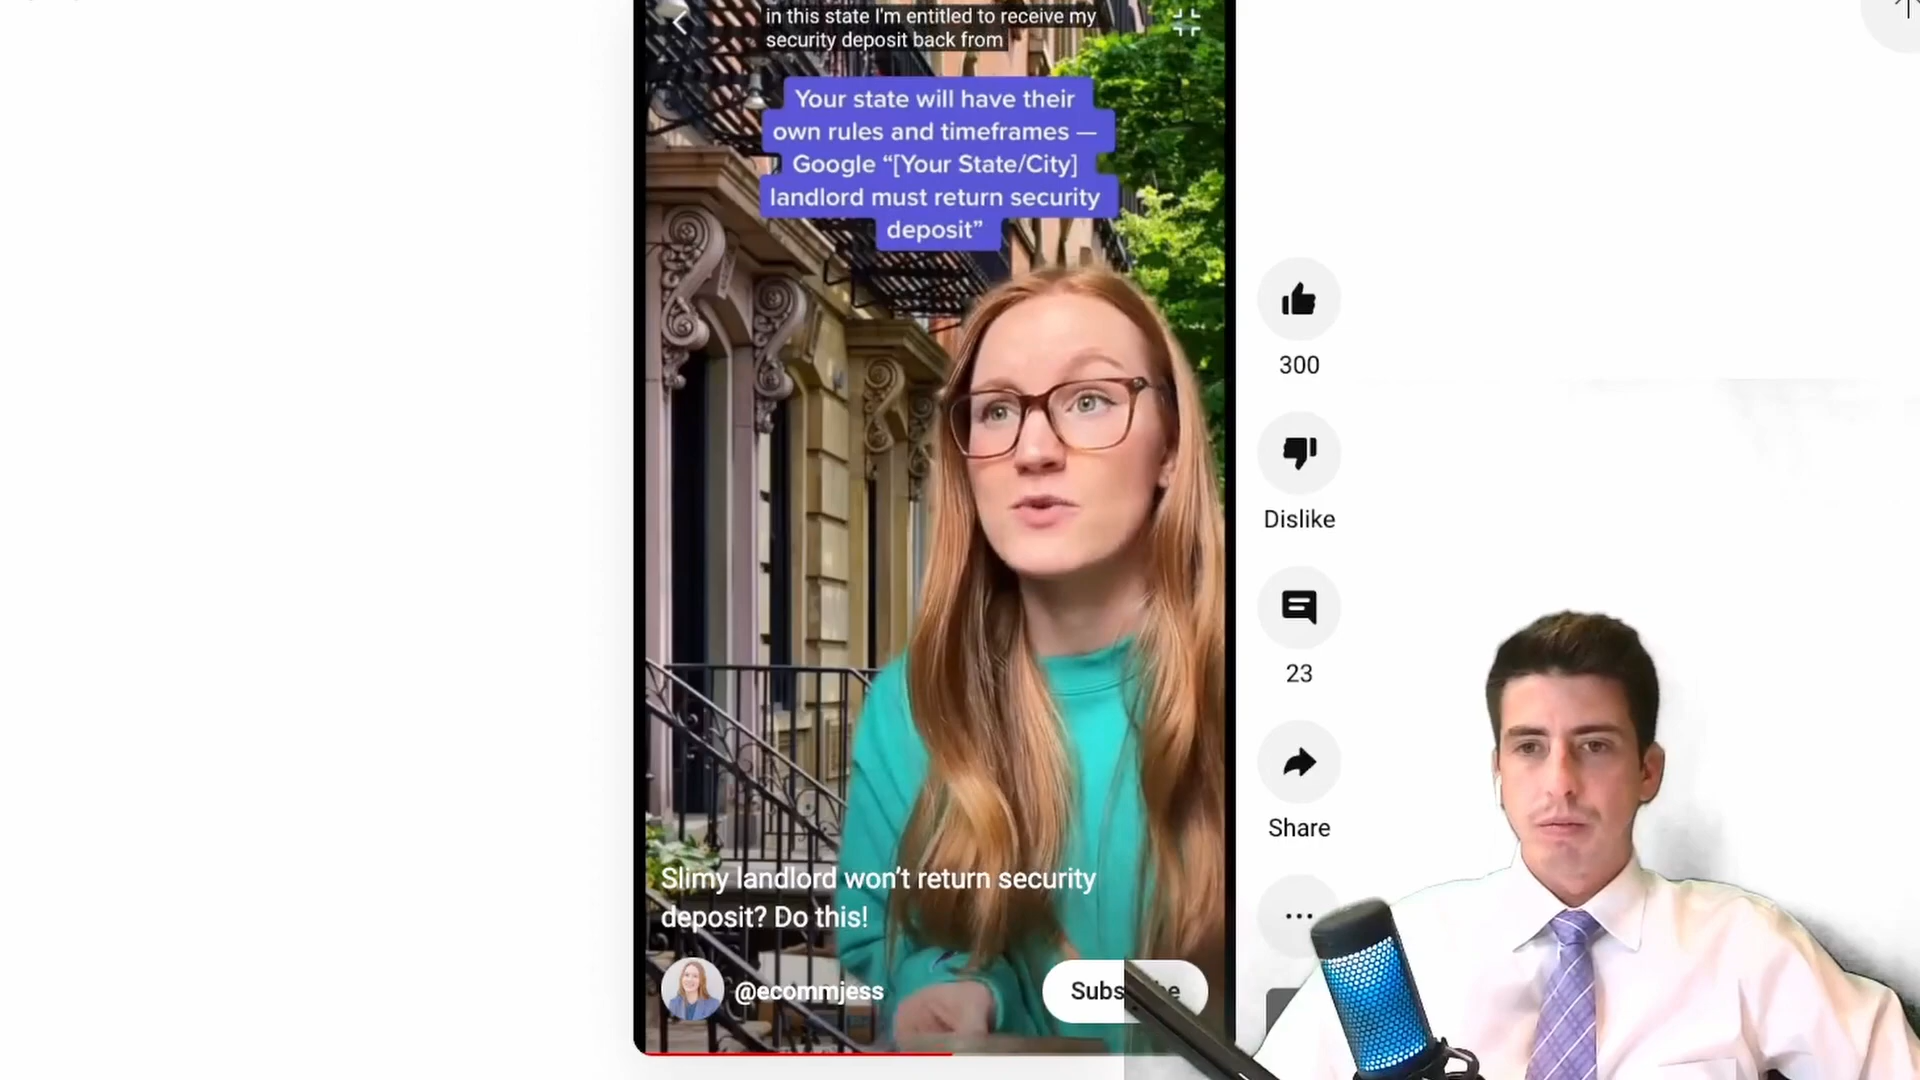 in this state I'm entitled to receive my
security deposit back from
Your state will have their
own rules and timeframes —
Google “[Your State/City]
landlord must return security
deposit”
300
Dislike
23
Share
Slimy landlord won’t return security
deposit? Do this!
@ecommjess
Subscribe